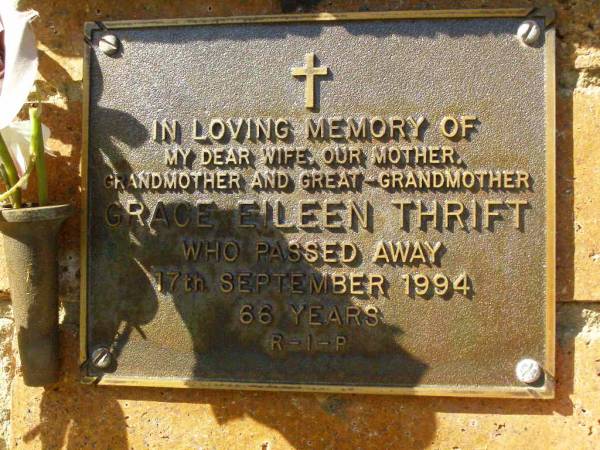 IN LOVING MEMORY OF
MY DEAR WIFE, OUR MOTHER,
GRANDMOTHER AND GREAT-GRANDMOTHER
GRACE EILEEN THRIFT
WHO PASSED AWAY
17th SEPTEMBER 1994
66 YEARS
R-I-P